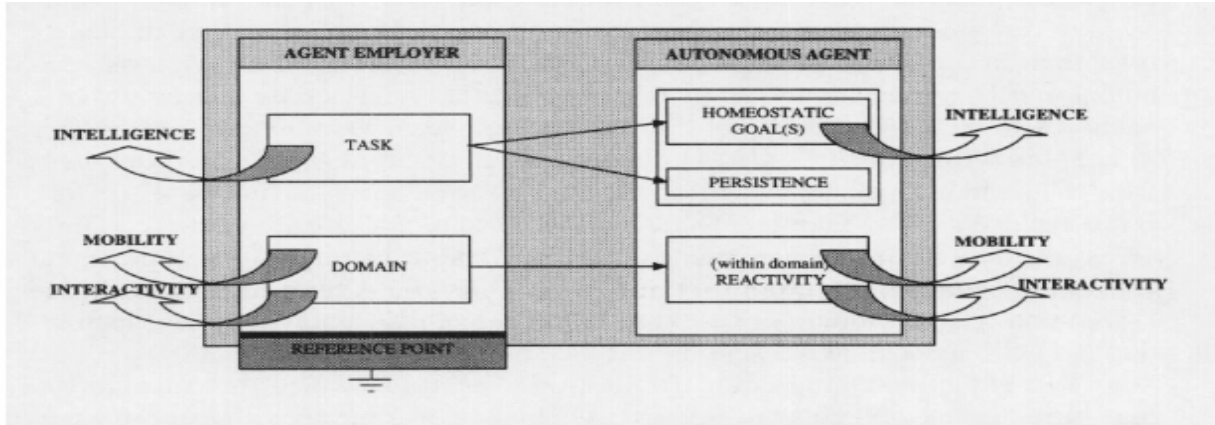 AGENT EMPLOYER
AUTONOMOUS AGENT
INTELLIGENCE
TASK
HOMEOSTATIC
GOAL(S)
INTELLIGENCE
PERSISTENCE
MOBILITY
DOMAIN
(within domain)
REACTIVITY
MOBILITY
INTERACTIVITY
INTERACTIVITY
REFERENCE POINT